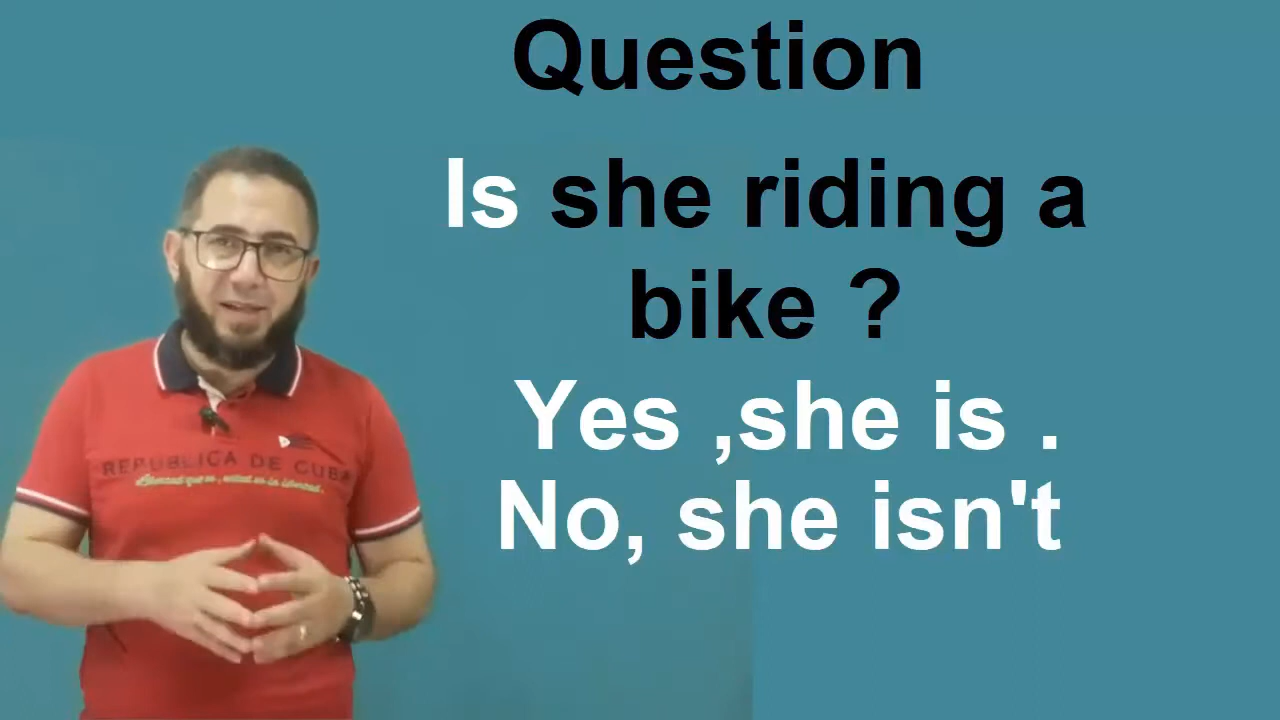 Question
Is she riding a
bike ?
Yes ,she is .
No, she isn't
REPUBLICA DE CUBA